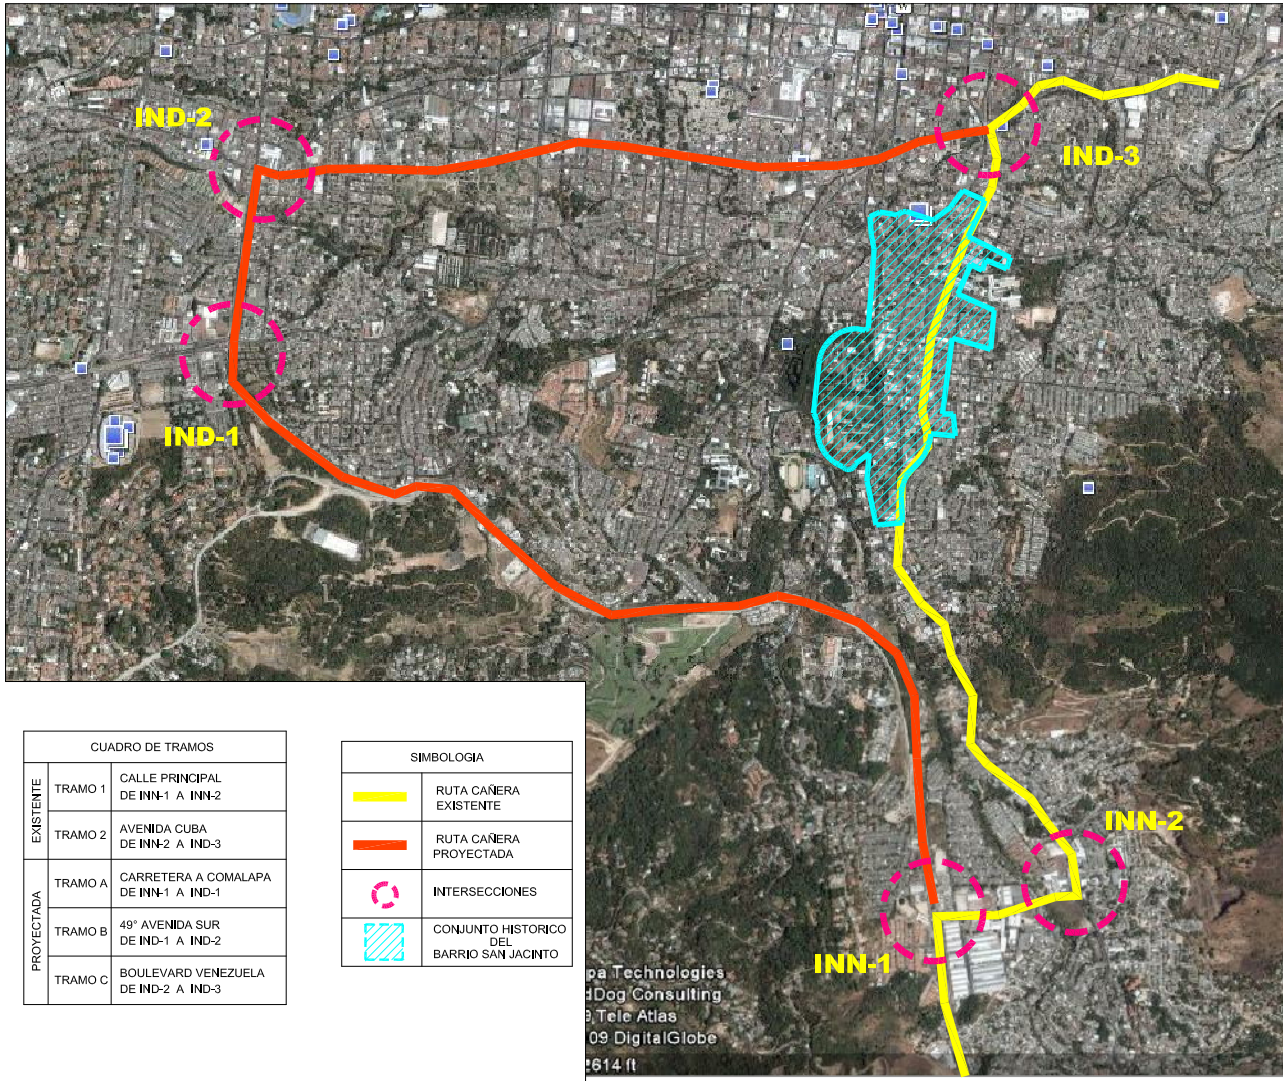 IND-2
IND-3
IND-1
INN-2
INN-1
CUADRO DE TRAMOS
EXISTENTE
TRAMO 1
CALLE PRINCIPAL
DE INN-1 A INN-2
TRAMO 2
AVENIDA CUBA
DE INN-2 A IND-3
PROYECTADA
TRAMO A
CARRETERA A COMALAPA
DE INN-1 A IND-1
TRAMO B
49° AVENIDA SUR
DE IND-1 A IND-2
TRAMO C
BOULEVARD VENEZUELA
DE IND-2 A IND-3
SIMBOLOGIA
RUTA CAÑERA
EXISTENTE
RUTA CAÑERA
PROYECTADA
INTERSECCIONES
CONJUNTO HISTORICO
DEL
BARRIO SAN JACINTO
pa Technologies
dDog Consulting
Tele Atlas
09 DigitalGlobe
2614 ft